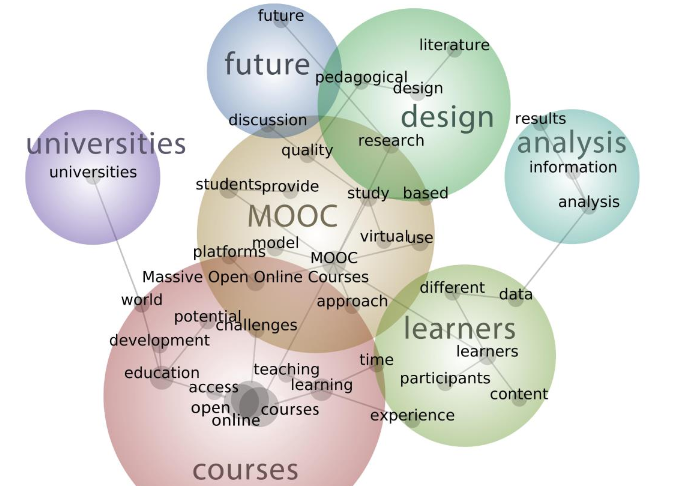 future
literature
future
pedagogical
design
design
discussion
research
results
universities
analysis
quality
information
universities
students
provide
study
based
analysis
MOOC
model
virtual
use
platforms
MOOC
Massive Open Online Courses
different
data
world
approach
potential
challenges
learners
development
learners
time
education
teaching
participants
access
learning
content
open
courses
online
experience
courses